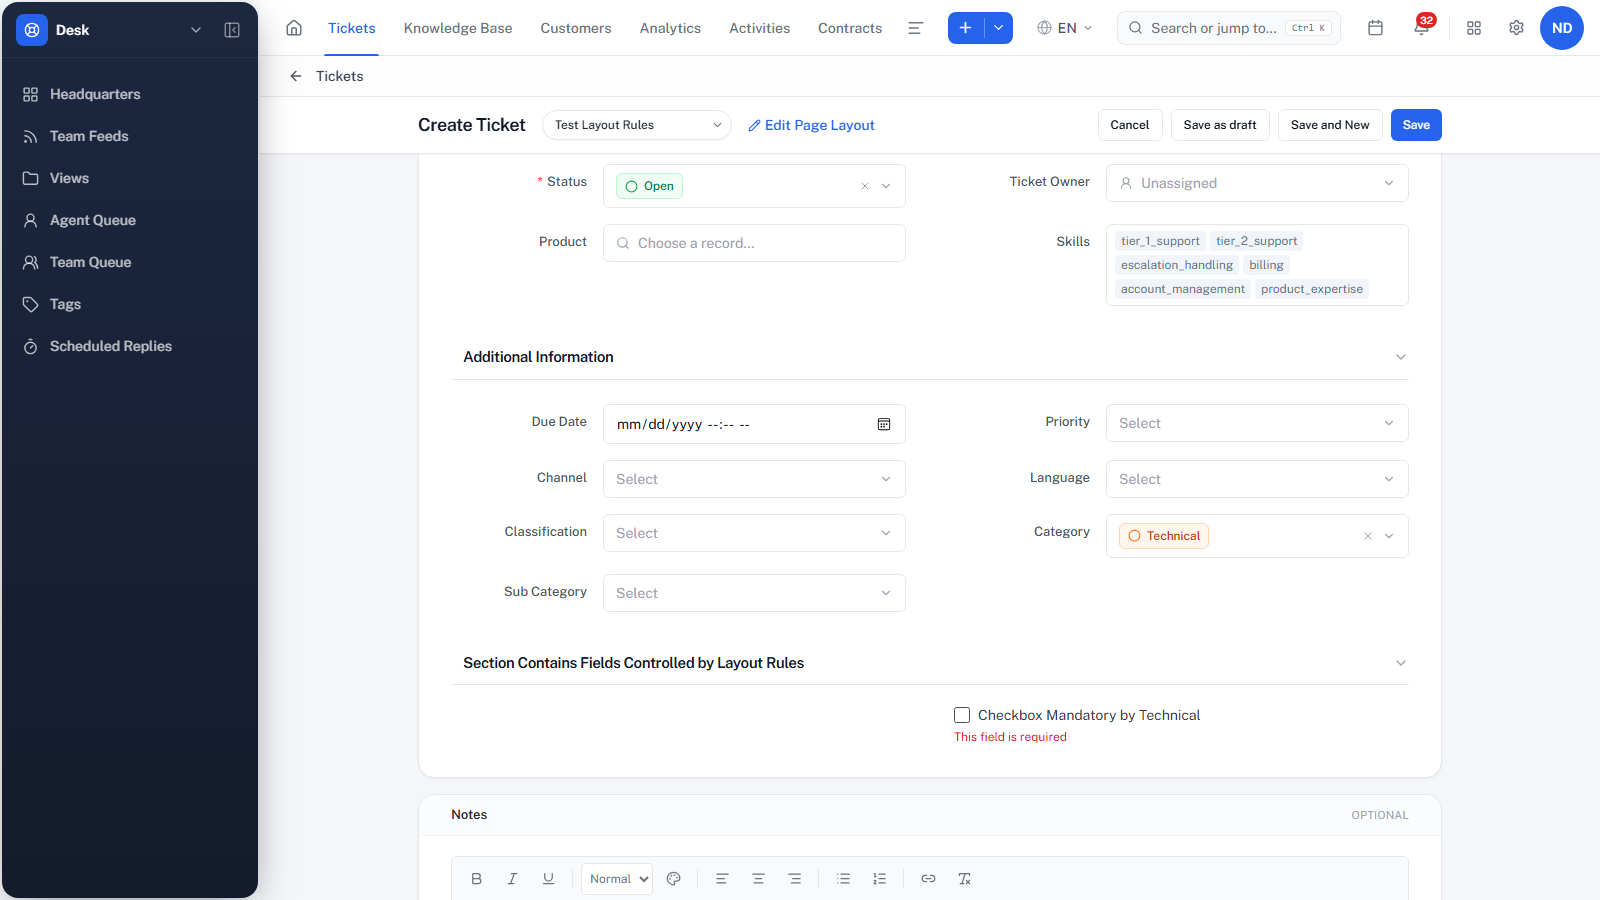 Desk
Headquarters
Team Feeds
Views
Agent Queue
Team Queue
Tags
Scheduled Replies
Tickets
Knowledge Base
Customers
Analytics
Activities
Contracts
EN
Search or jump to...
Ctrl K
32
ND
Tickets
Create Ticket
Test Layout Rules
Edit Page Layout
Cancel
Save as draft
Save and New
Save
* Status
Open
Ticket Owner
Unassigned
Product
Choose a record...
Skills
tier_1_support tier_2_support
escalation_handling billing
account_management product_expertise
Additional Information
Due Date
mm/dd/yyyy --:-- --
Priority
Select
Channel
Select
Language
Select
Classification
Select
Category
Technical
Sub Category
Select
Section Contains Fields Controlled by Layout Rules
Checkbox Mandatory by Technical
This field is required
Notes
OPTIONAL
B I U
Normal